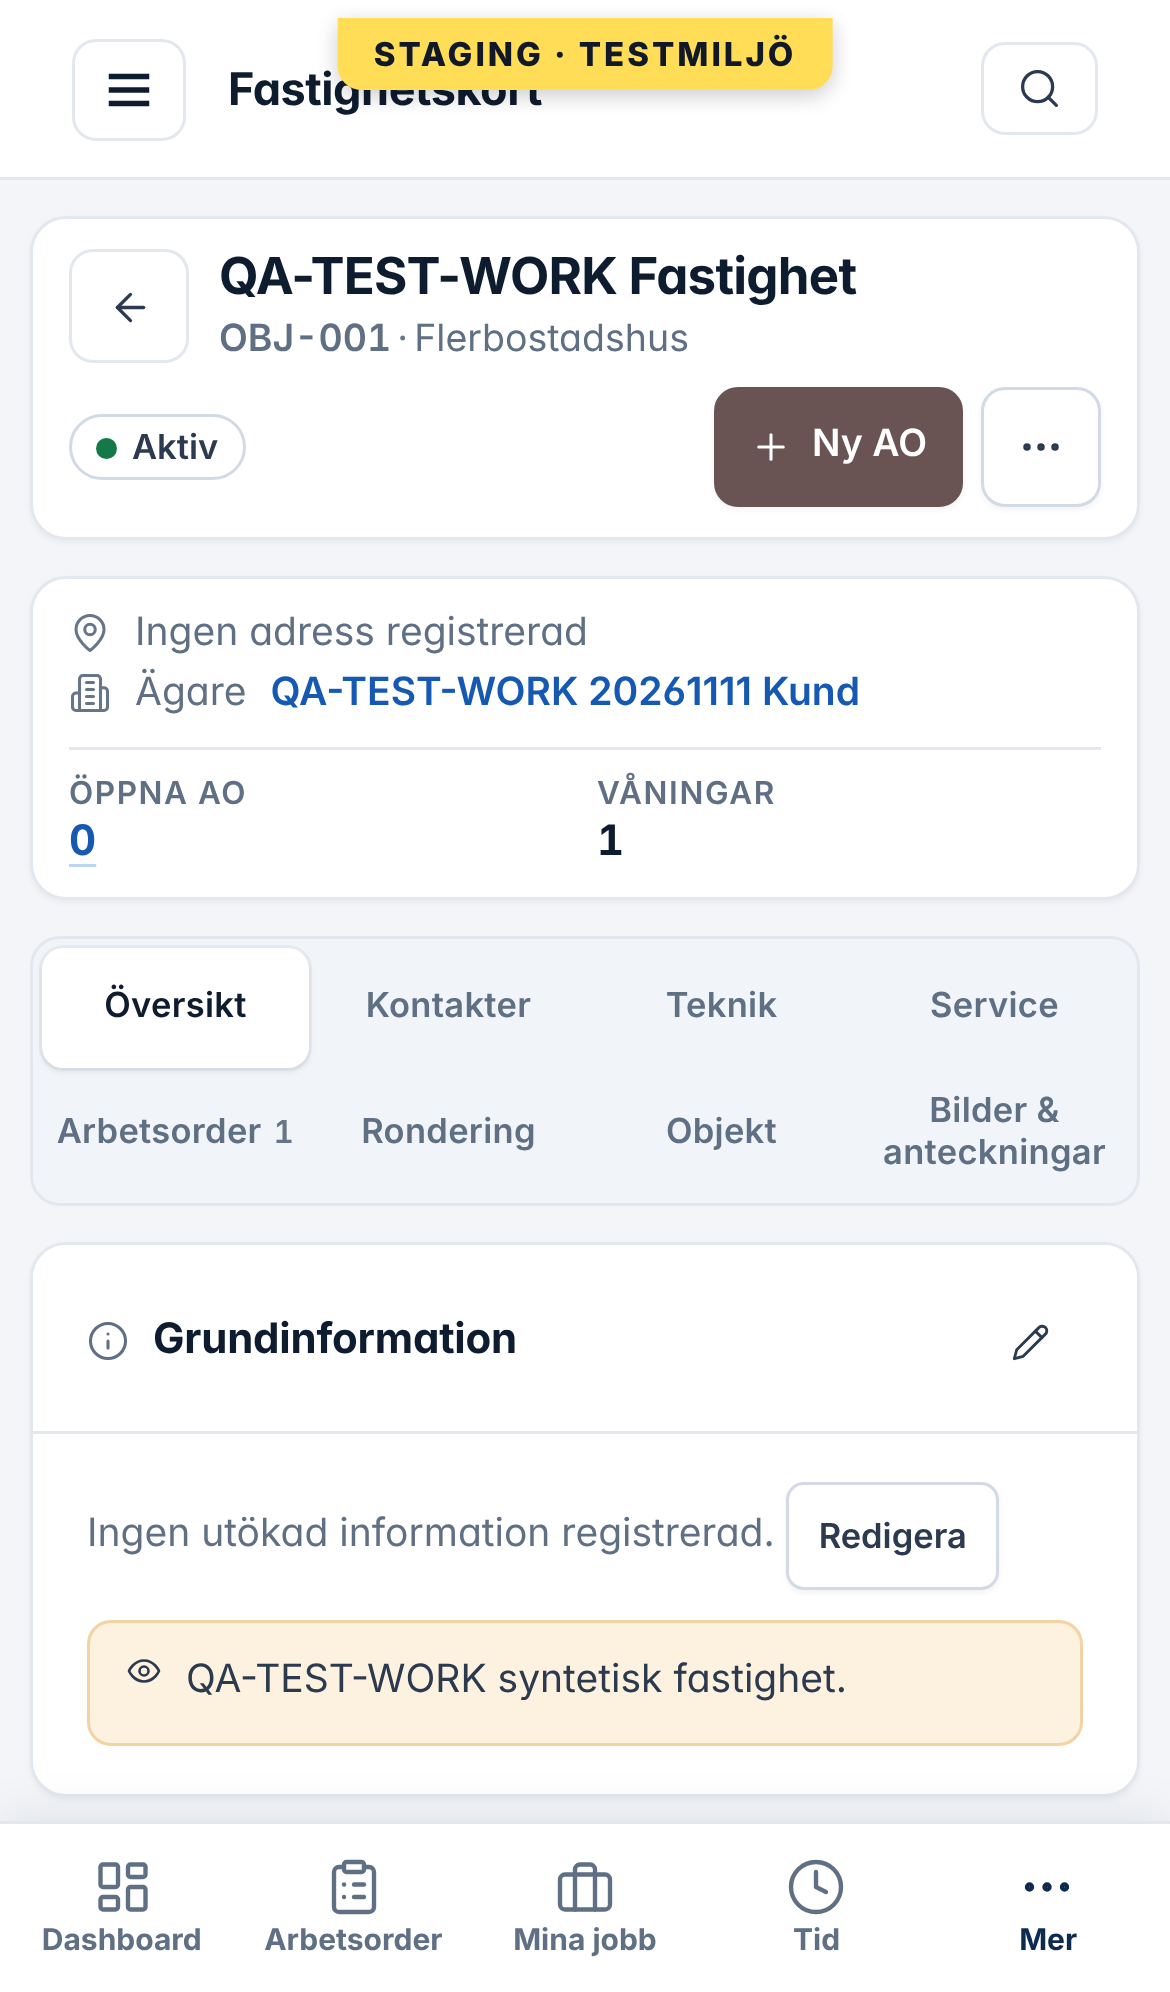 STAGING · TESTMILJÖ
Fastighetskort
QA-TEST-WORK Fastighet
OBJ-001 · Flerbostadshus
Aktiv
Ny AO
Ingen adress registrerad
Ägare QA-TEST-WORK 20261111 Kund
ÖPPNA AO VÅNINGAR
0 1
Översikt Kontakter Teknik Service
Arbetsorder 1 Rondering Objekt Bilder &
anteckningar
Grundinformation
Ingen utökad information registrerad. Redigera
QA-TEST-WORK syntetisk fastighet.
Dashboard Arbetsorder Mina jobb Tid Mer